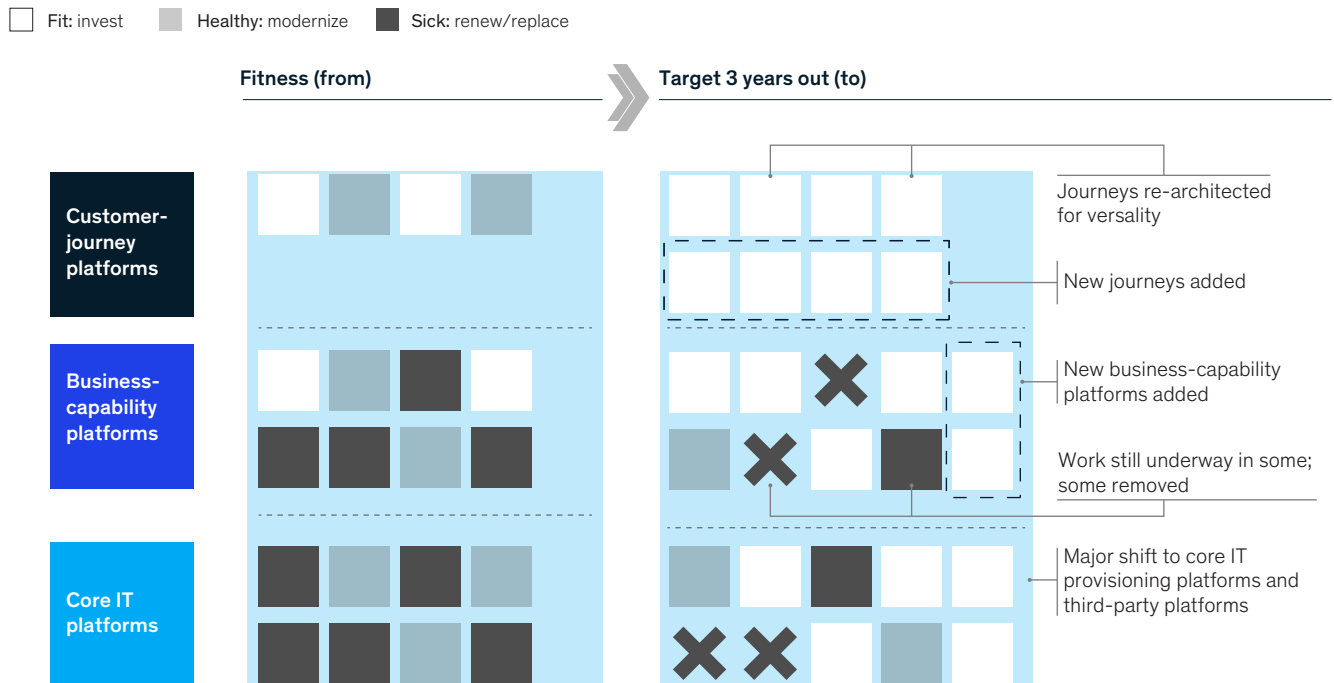 Fit: invest
Healthy: modernize
Sick: renew/replace
Fitness (from)
Target 3 years out (to)
Customer-
journey
platforms
Journeys re-architected
for versality
New journeys added
Business-
capability
platforms
New business-capability
platforms added
Work still underway in some;
some removed
Core IT
platforms
Major shift to core IT
provisioning platforms and
third-party platforms